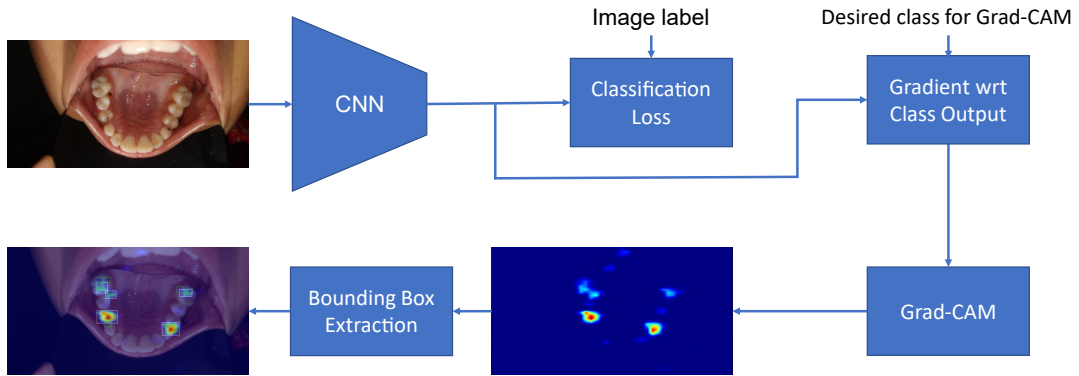 Image label
Desired class for Grad-CAM
CNN
Classification
Loss
Gradient wrt
Class Output
Bounding Box
Extraction
Grad-CAM